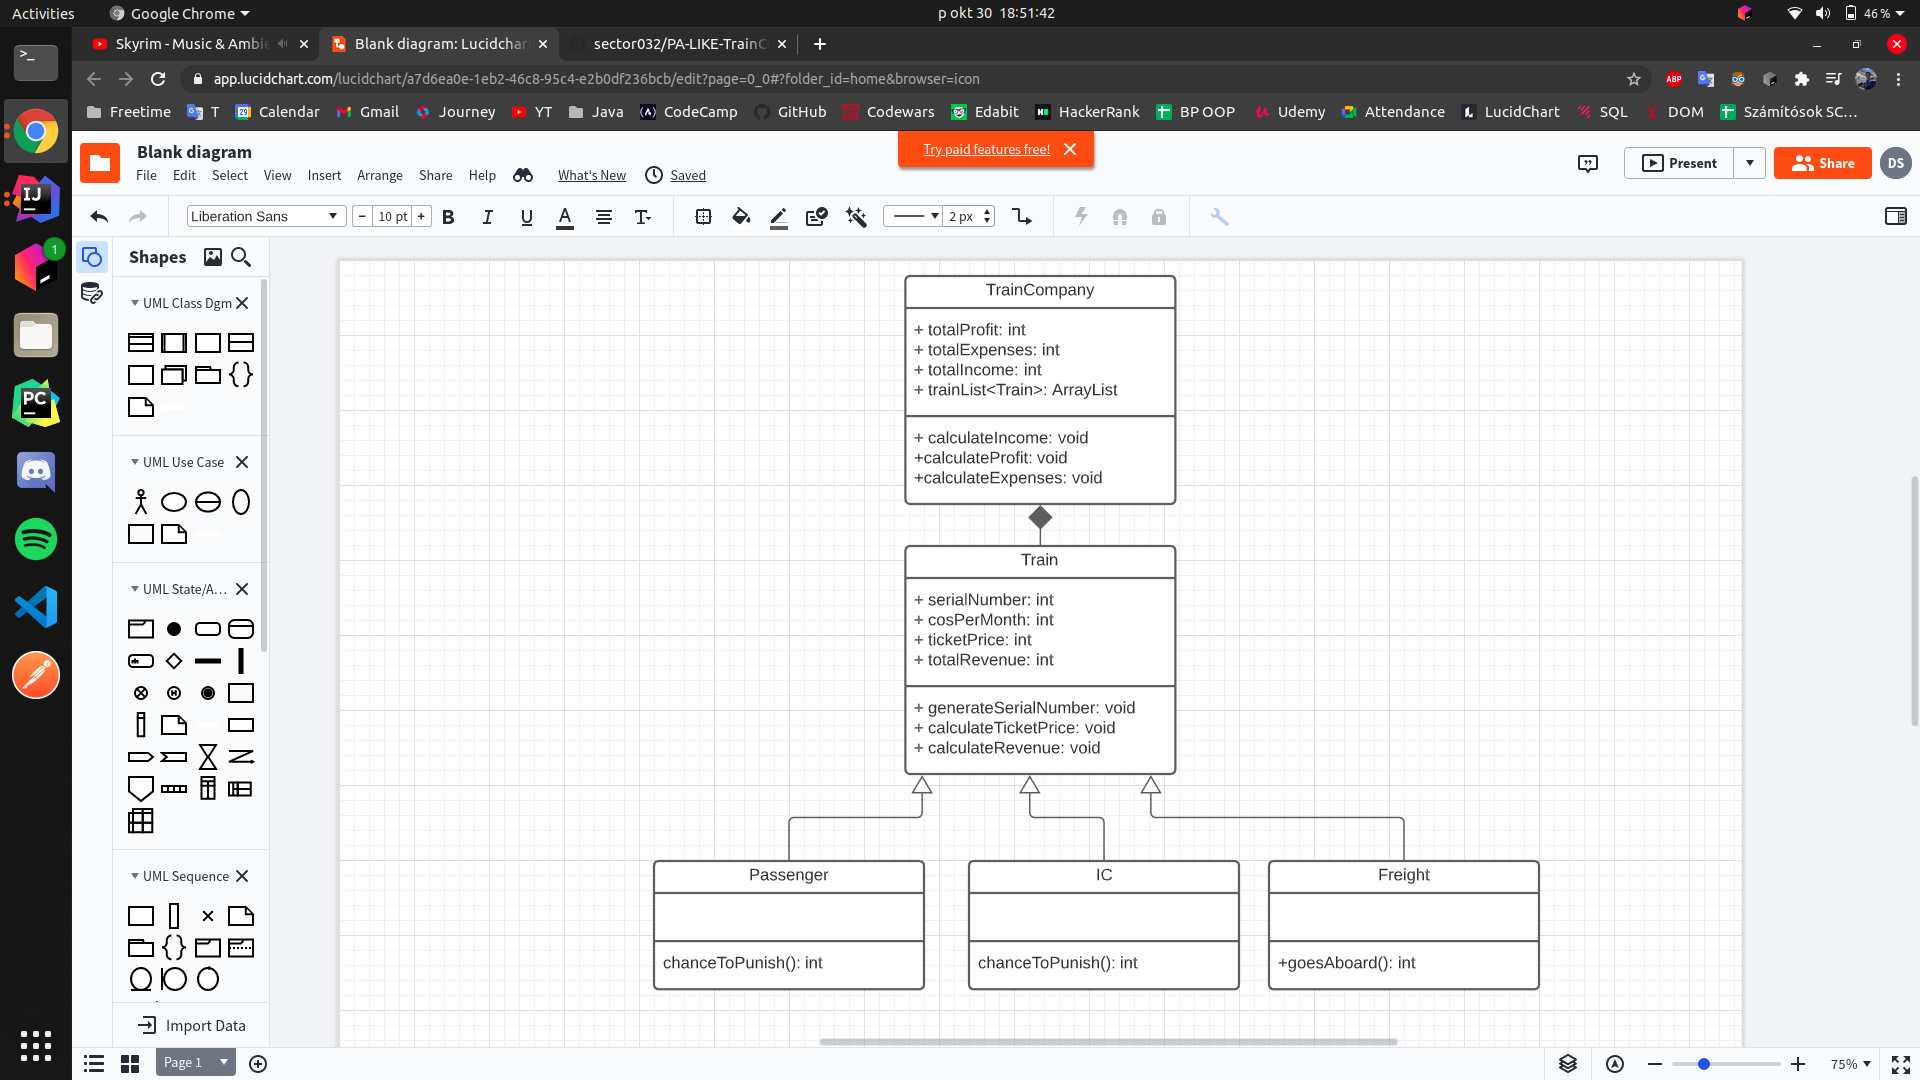 Activities
Google Chrome
p okt 30 18:51:42
46 %
Skyrim - Music & Ambie
Blank diagram: Lucidchar
sector032/PA-LIKE-TrainC
app.lucidchart.com/lucidchart/a7d6ea0e-1eb2-46c8-95c4-e2b0df236bcb/edit?page=0_0#?folder_id=home&browser=icon
ABP
Freetime
T
Calendar
Gmail
Journey
YT
Java
CodeCamp
GitHub
Codewars
Edabit
HackerRank
BP OOP
Udemy
Attendance
LucidChart
SQL
DOM
Számítósok SC…
Blank diagram
Try paid features free!
File Edit Select View Insert Arrange Share Help
What's New
Saved
Present
Share
DS
Liberation Sans
10 pt
B I U A
2 px
Shapes
UML Class Dgm
UML Use Case
UML State/A...
UML Sequence
Import Data
TrainCompany
+ totalProfit: int
+ totalExpenses: int
+ totalIncome: int
+ trainList<Train>: ArrayList
+ calculateIncome: void
+calculateProfit: void
+calculateExpenses: void
Train
+ serialNumber: int
+ cosPerMonth: int
+ ticketPrice: int
+ totalRevenue: int
+ generateSerialNumber: void
+ calculateTicketPrice: void
+ calculateRevenue: void
Passenger
chanceToPunish(): int
IC
chanceToPunish(): int
Freight
+goesAboard(): int
Page 1
75%
IJ
1
PC